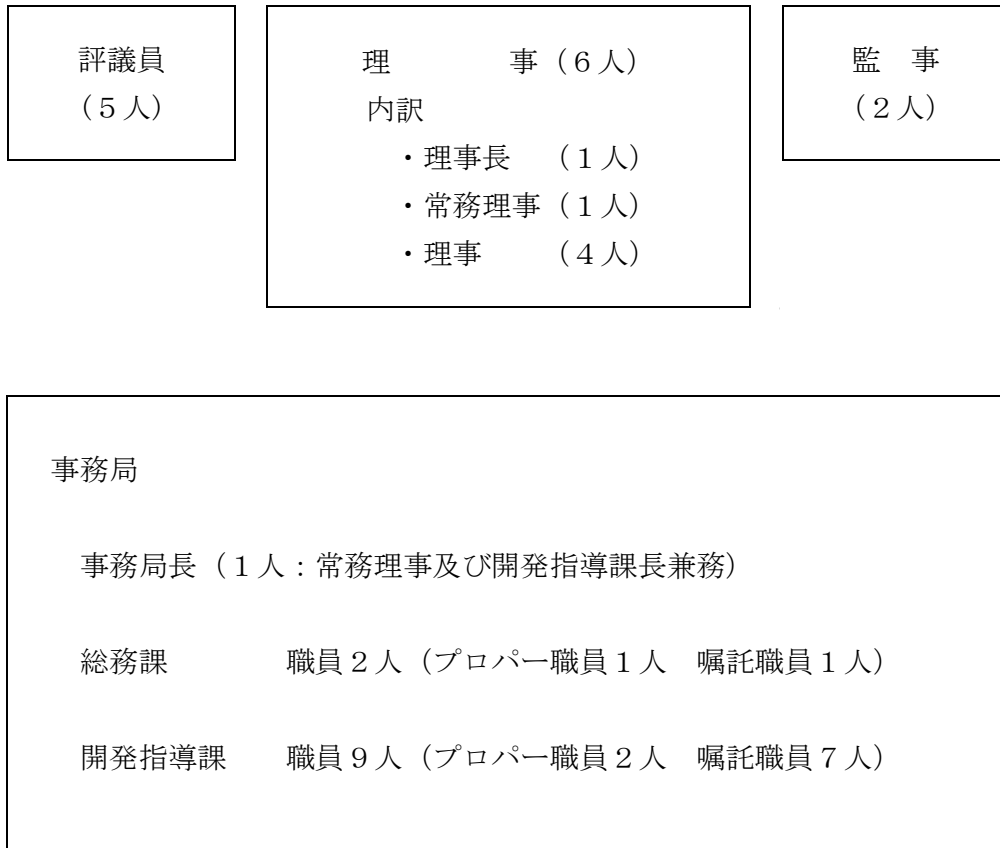 評議員
（５人）
理　　　　事（６人）
内訳
・理事長　（１人）
・常務理事（１人）
・理事　　（４人）
監　事
（２人）
事務局
事務局長（１人：常務理事及び開発指導課長兼務）
総務課　　　　職員２人（プロパー職員１人　嘱託職員１人）
開発指導課　　職員９人（プロパー職員２人　嘱託職員７人）